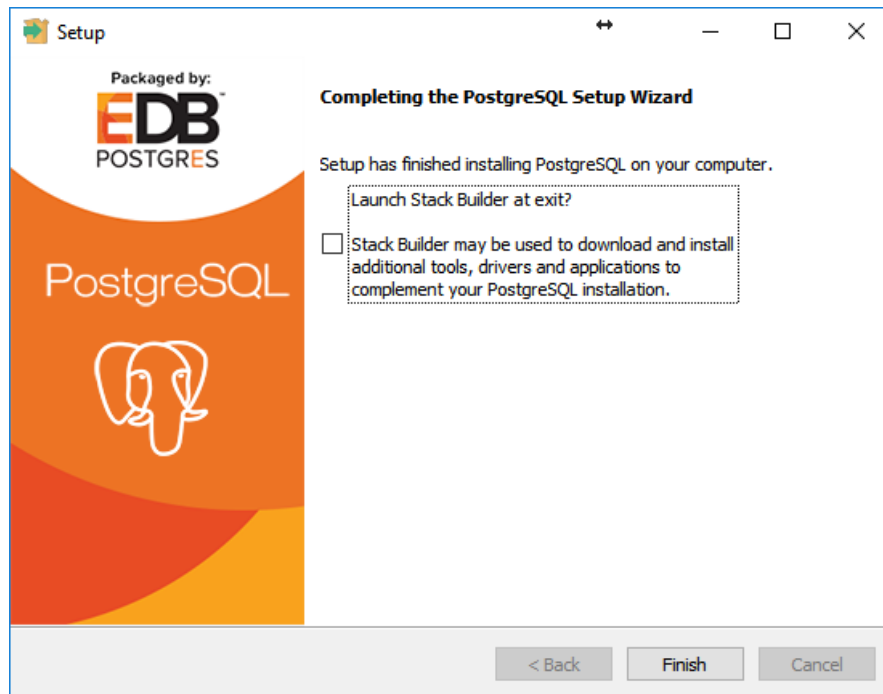 Setup
Packaged by:
EDB
POSTGRES
PostgreSQL
Completing the PostgreSQL Setup Wizard
Setup has finished installing PostgreSQL on your computer.
Launch Stack Builder at exit?
Stack Builder may be used to download and install
additional tools, drivers and applications to
complement your PostgreSQL installation.
< Back
Finish
Cancel